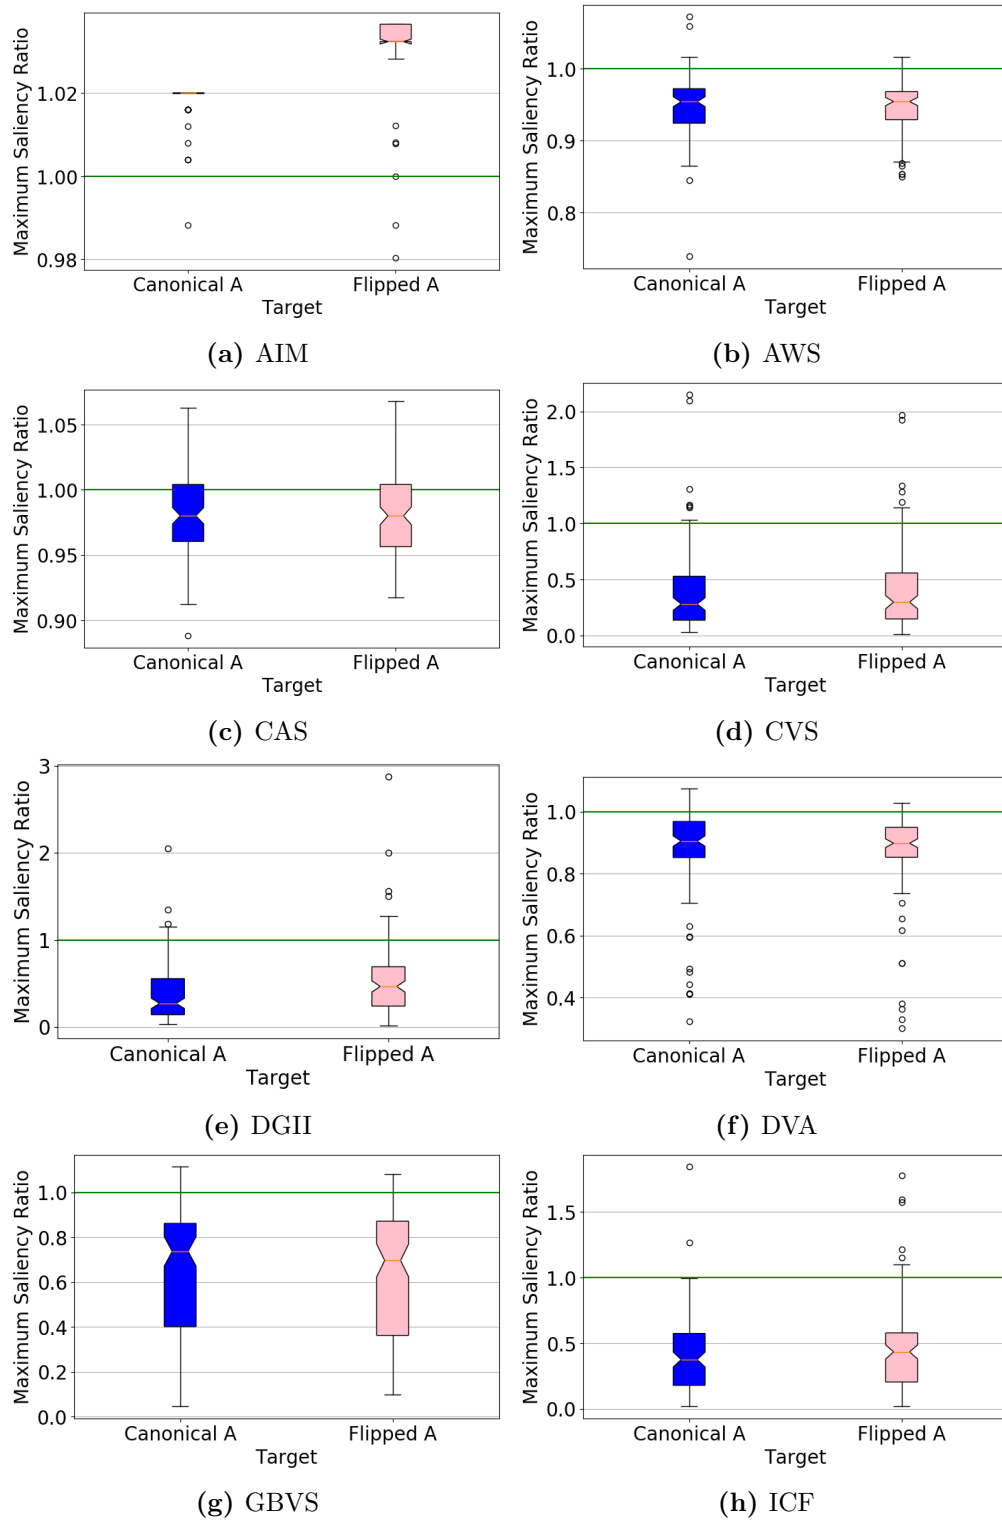 Maximum Saliency Ratio
1.02
1.00
0.98
Canonical A Flipped A
Target
(a) AIM
Maximum Saliency Ratio
1.0
0.9
0.8
Canonical A Flipped A
Target
(b) AWS
Maximum Saliency Ratio
1.05
1.00
0.95
0.90
Canonical A Flipped A
Target
(c) CAS
Maximum Saliency Ratio
2.0
1.5
1.0
0.5
0.0
Canonical A Flipped A
Target
(d) CVS
Maximum Saliency Ratio
3
2
1
0
Canonical A Flipped A
Target
(e) DGII
Maximum Saliency Ratio
1.0
0.8
0.6
0.4
Canonical A Flipped A
Target
(f) DVA
Maximum Saliency Ratio
1.0
0.8
0.6
0.4
0.2
0.0
Canonical A Flipped A
Target
(g) GBVS
Maximum Saliency Ratio
1.5
1.0
0.5
0.0
Canonical A Flipped A
Target
(h) ICF